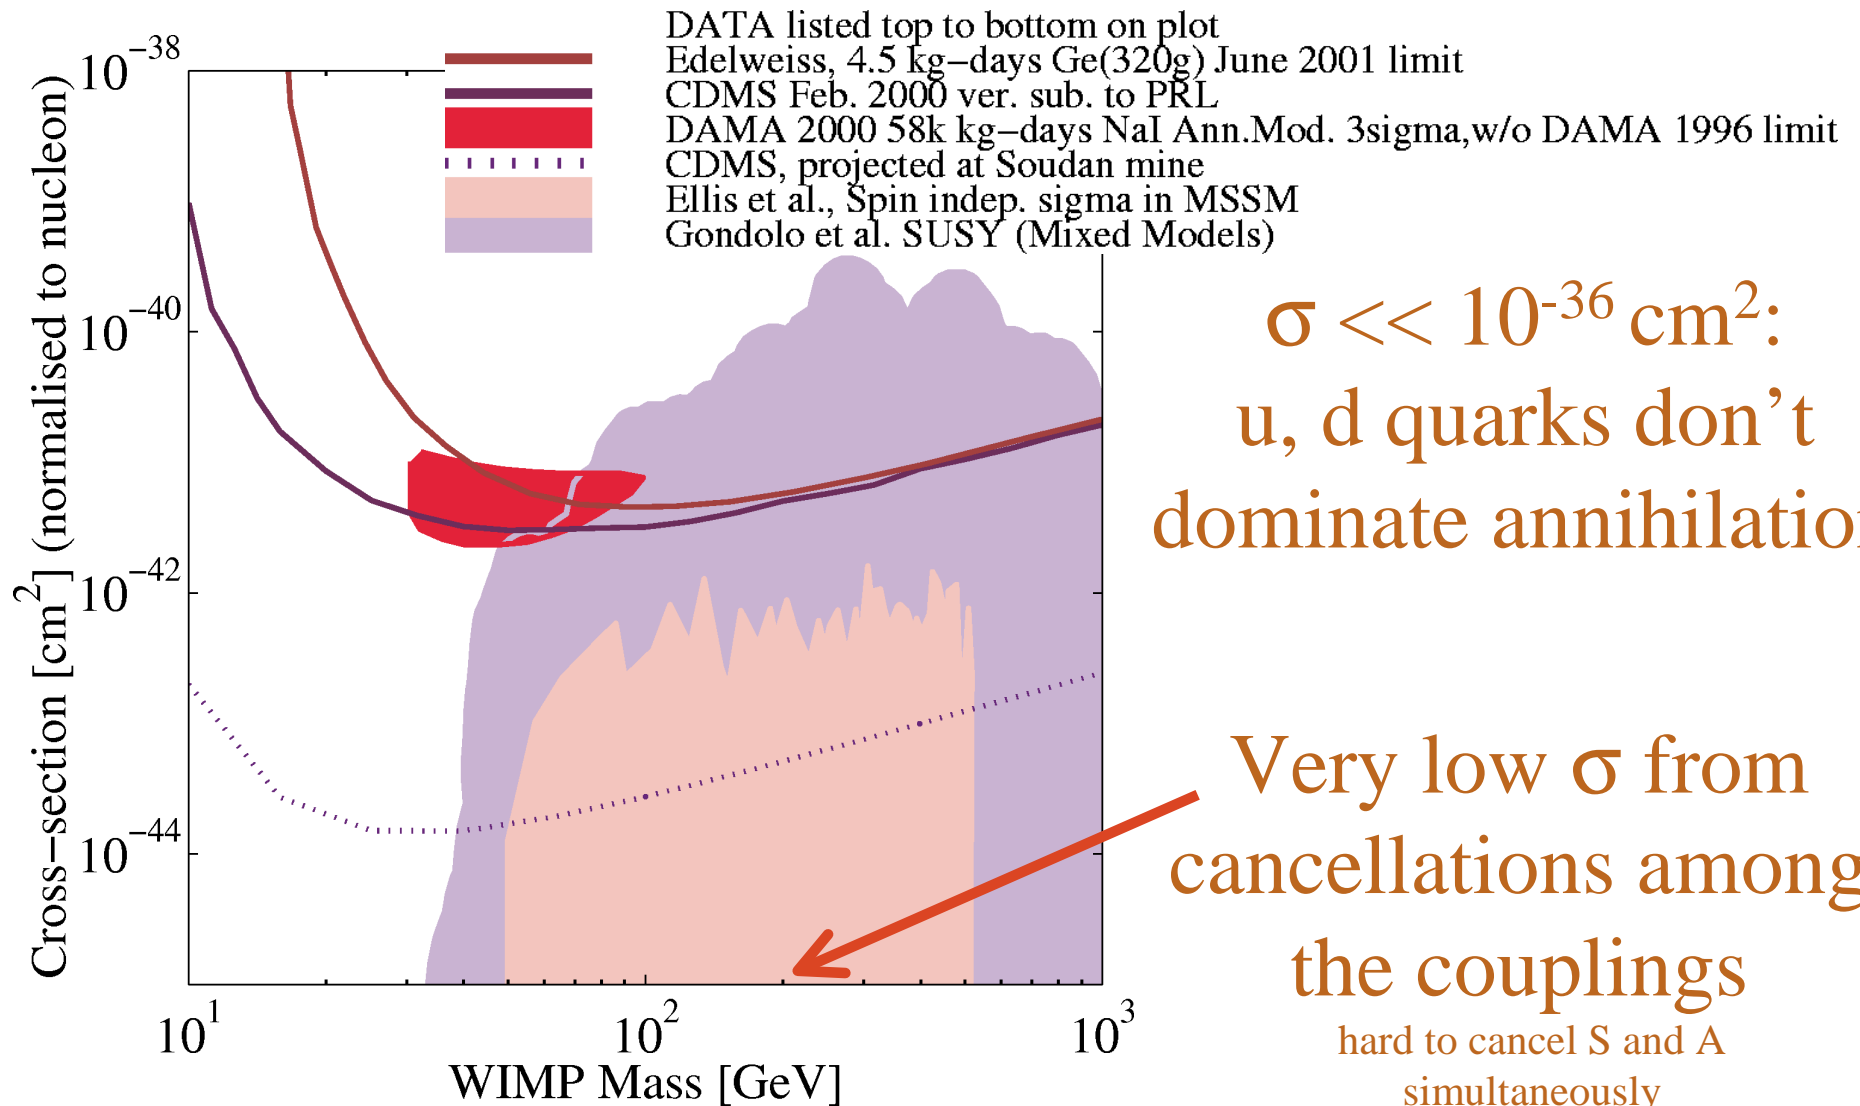 DATA listed top to bottom on plot
Edelweiss, 4.5 kg−days Ge(320g) June 2001 limit
CDMS Feb. 2000 ver. sub. to PRL
DAMA 2000 58k kg−days NaI Ann.Mod. 3sigma,w/o DAMA 1996 limit
CDMS, projected at Soudan mine
Ellis et al., Spin indep. sigma in MSSM
Gondolo et al. SUSY (Mixed Models)
Cross−section [cm²] (normalised to nucleon)
10⁻³⁸
10⁻⁴⁰
10⁻⁴²
10⁻⁴⁴
10¹ 10² 10³
WIMP Mass [GeV]
σ << 10⁻³⁶ cm²:
u, d quarks don’t
dominate annihilation
Very low σ from
cancellations among
the couplings
hard to cancel S and A
simultaneously